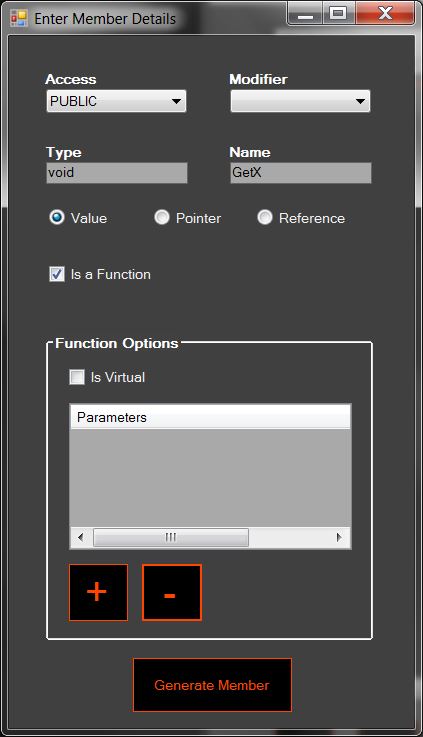 Enter Member Details
Access Modifier
PUBLIC
Type Name
void GetX
Value Pointer Reference
Is a Function
Function Options
Is Virtual
Parameters
+ -
Generate Member